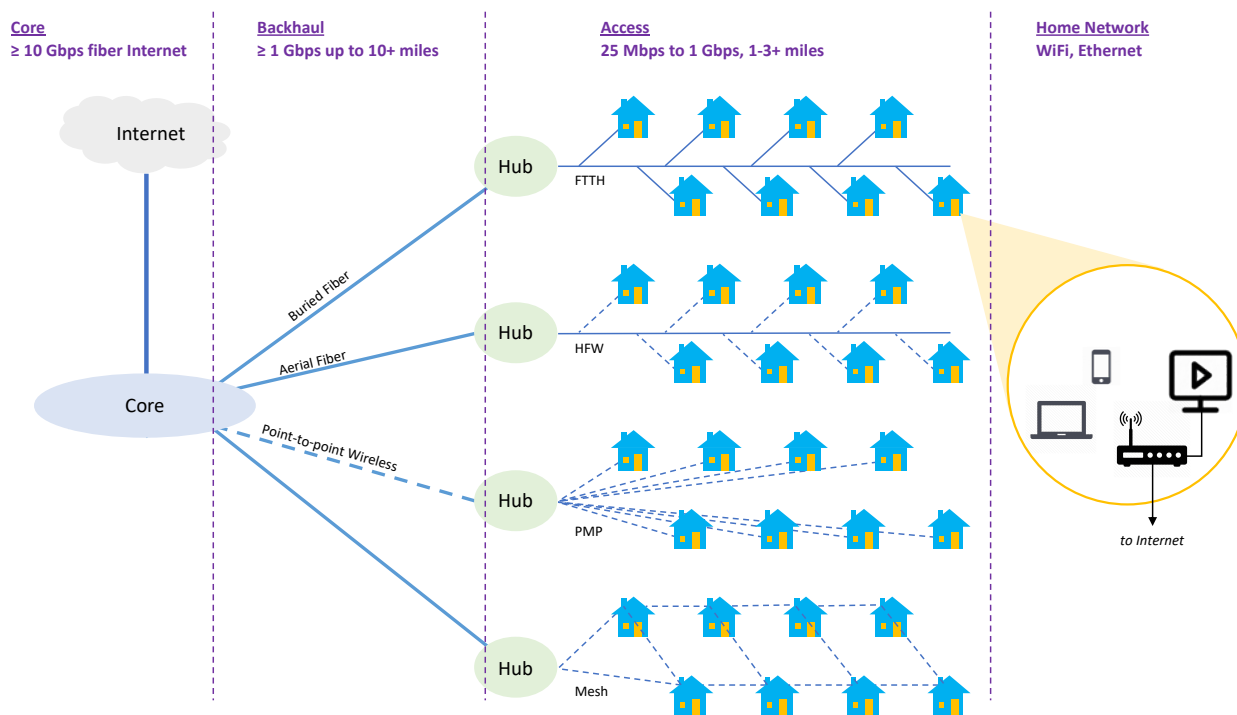 Core
≥ 10 Gbps fiber Internet
Backhaul
≥ 1 Gbps up to 10+ miles
Access
25 Mbps to 1 Gbps, 1-3+ miles
Home Network
WiFi, Ethernet
Internet
Hub
FTTH
Buried Fiber
Hub
HFW
Aerial Fiber
Core
Point-to-point Wireless
Hub
PMP
to Internet
Hub
Mesh